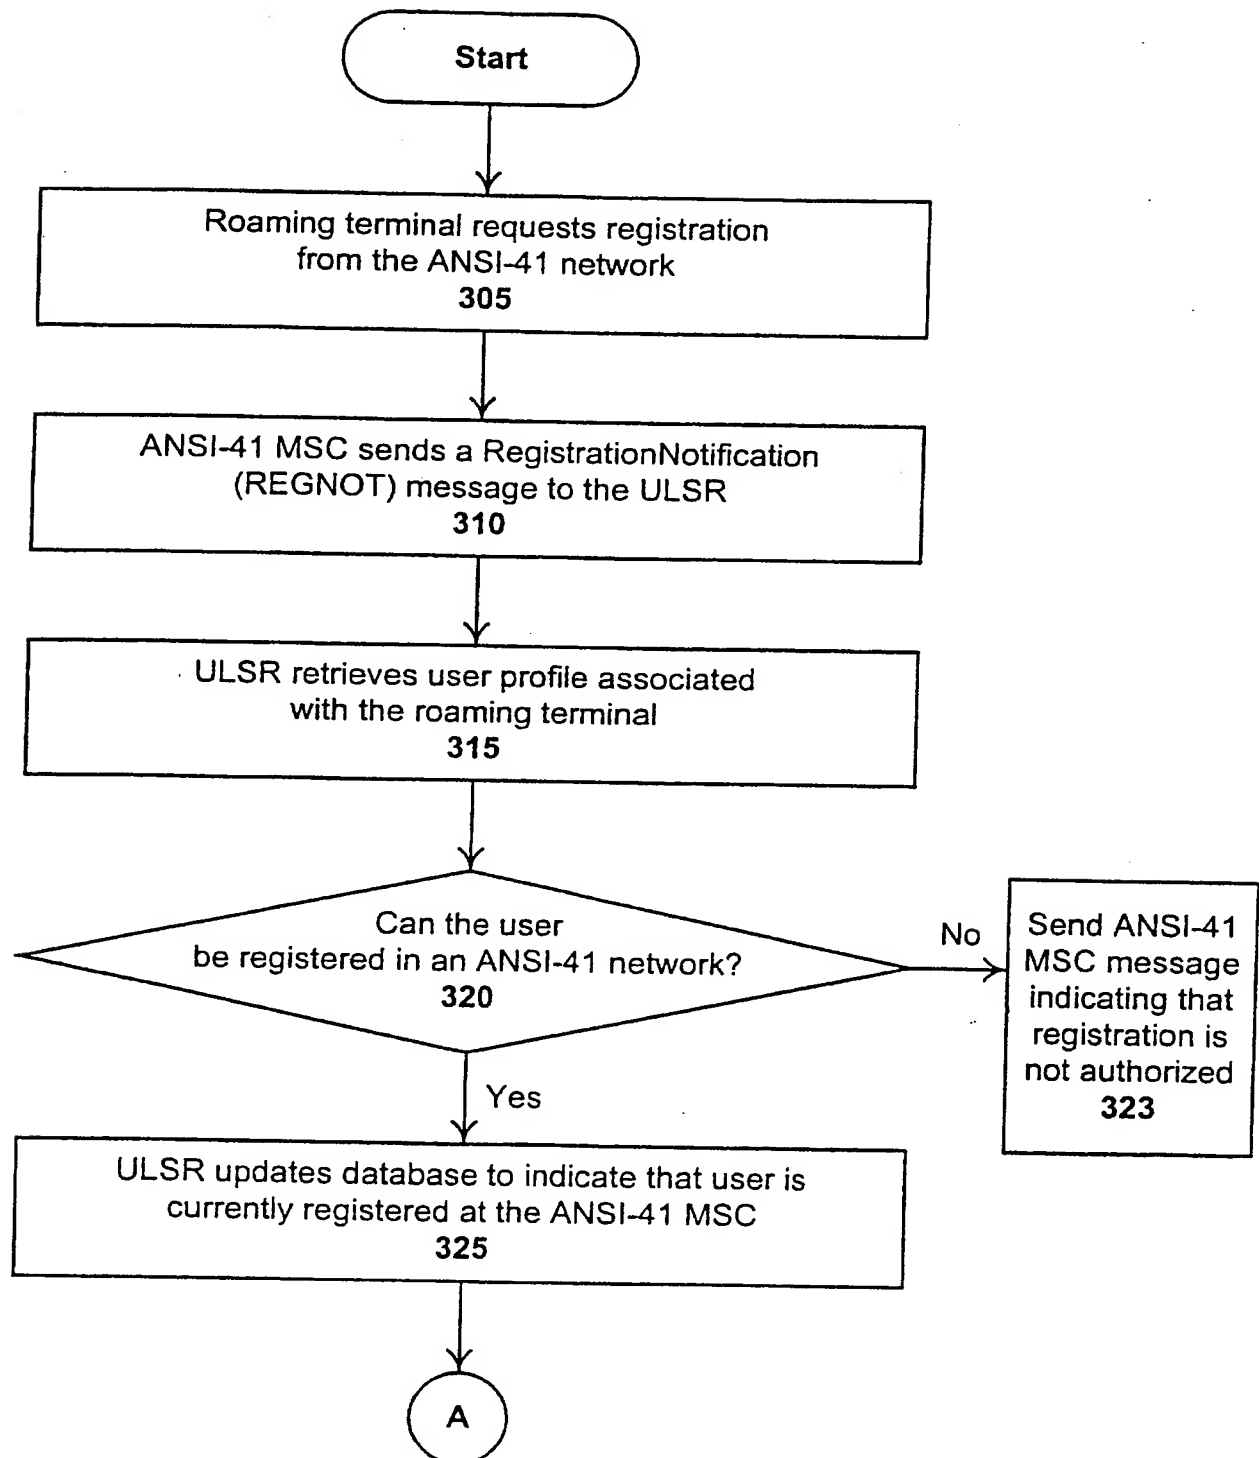 Start
Roaming terminal requests registration
from the ANSI-41 network
305
ANSI-41 MSC sends a RegistrationNotification
(REGNOT) message to the ULSR
310
ULSR retrieves user profile associated
with the roaming terminal
315
Can the user
be registered in an ANSI-41 network?
320
No
Send ANSI-41
MSC message
indicating that
registration is
not authorized
323
Yes
ULSR updates database to indicate that user is
currently registered at the ANSI-41 MSC
325
A